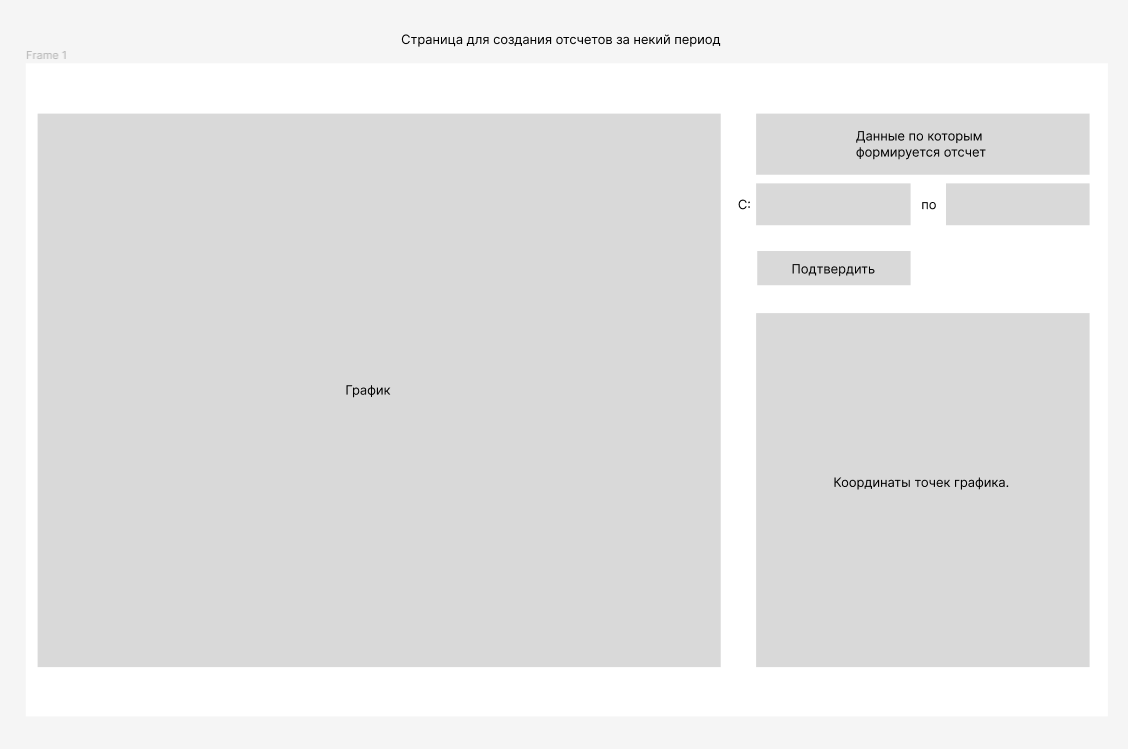 Страница для создания отсчетов за некий период
Frame 1
Данные по которым
формируется отсчет
С:
по
Подтвердить
График
Координаты точек графика.